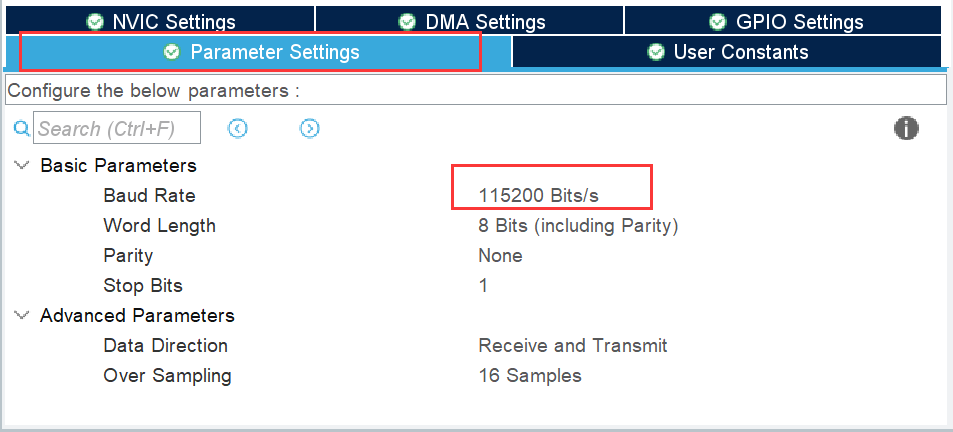 NVIC Settings DMA Settings GPIO Settings
Parameter Settings User Constants
Configure the below parameters :
Search (Ctrl+F)
Basic Parameters
Baud Rate 115200 Bits/s
Word Length 8 Bits (including Parity)
Parity None
Stop Bits 1
Advanced Parameters
Data Direction Receive and Transmit
Over Sampling 16 Samples